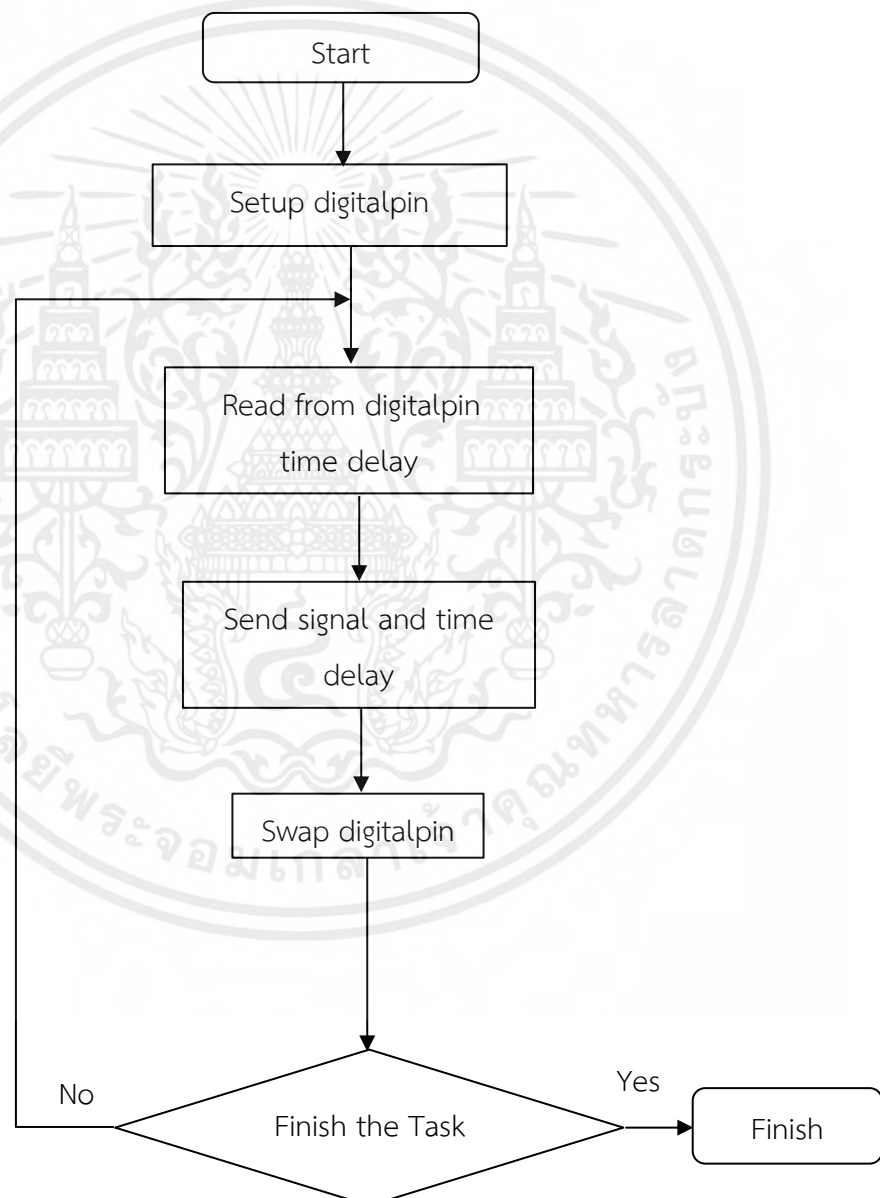 Start
Setup digitalpin
Read from digitalpin
time delay
Send signal and time
delay
Swap digitalpin
No
Yes
Finish the Task
Finish